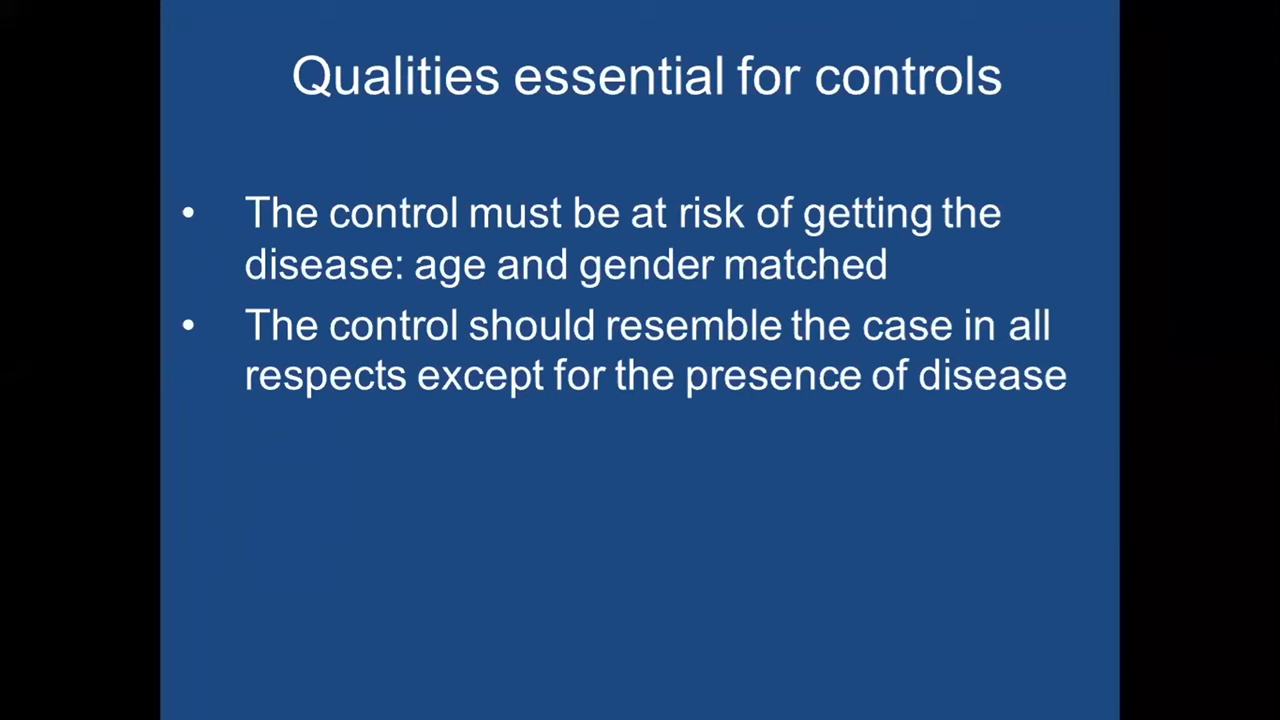 Qualities essential for controls
• The control must be at risk of getting the
disease: age and gender matched
• The control should resemble the case in all
respects except for the presence of disease